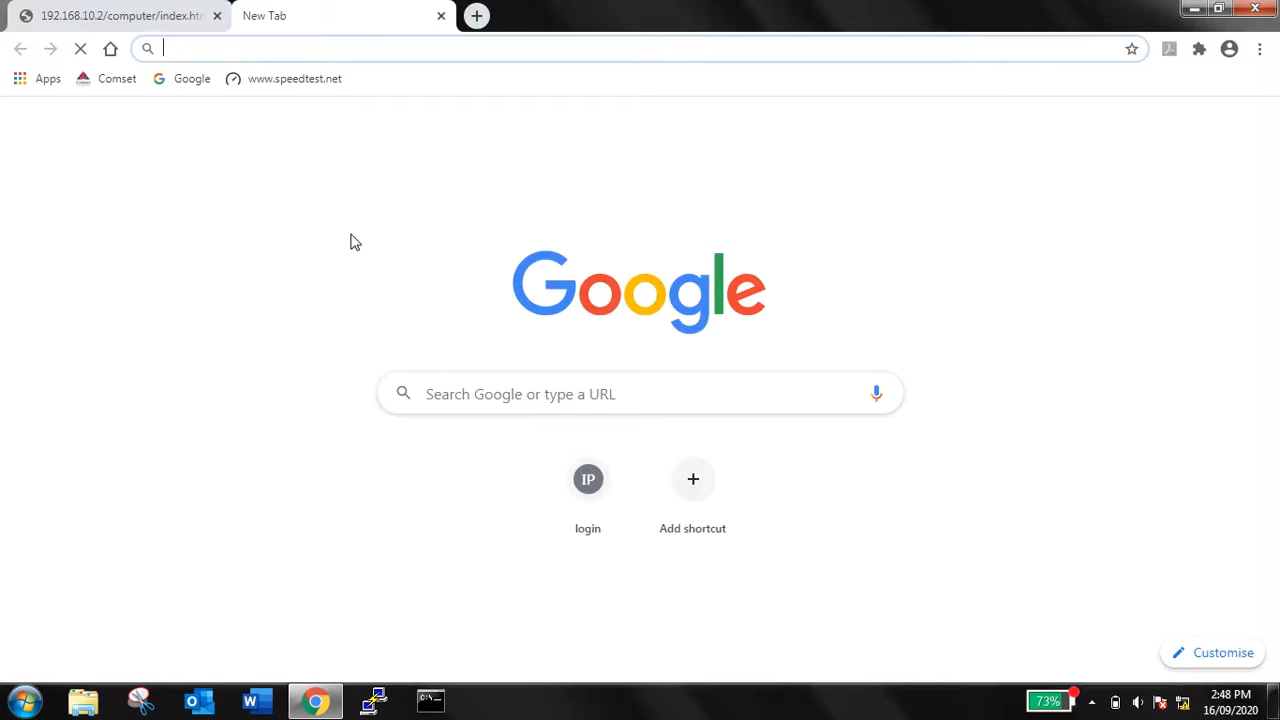 192.168.10.2/computer/index.htm
New Tab
Apps
Comset
Google
www.speedtest.net
Google
Search Google or type a URL
IP
login
Add shortcut
Customise
W
C:\_
73%
2:48 PM
16/09/2020